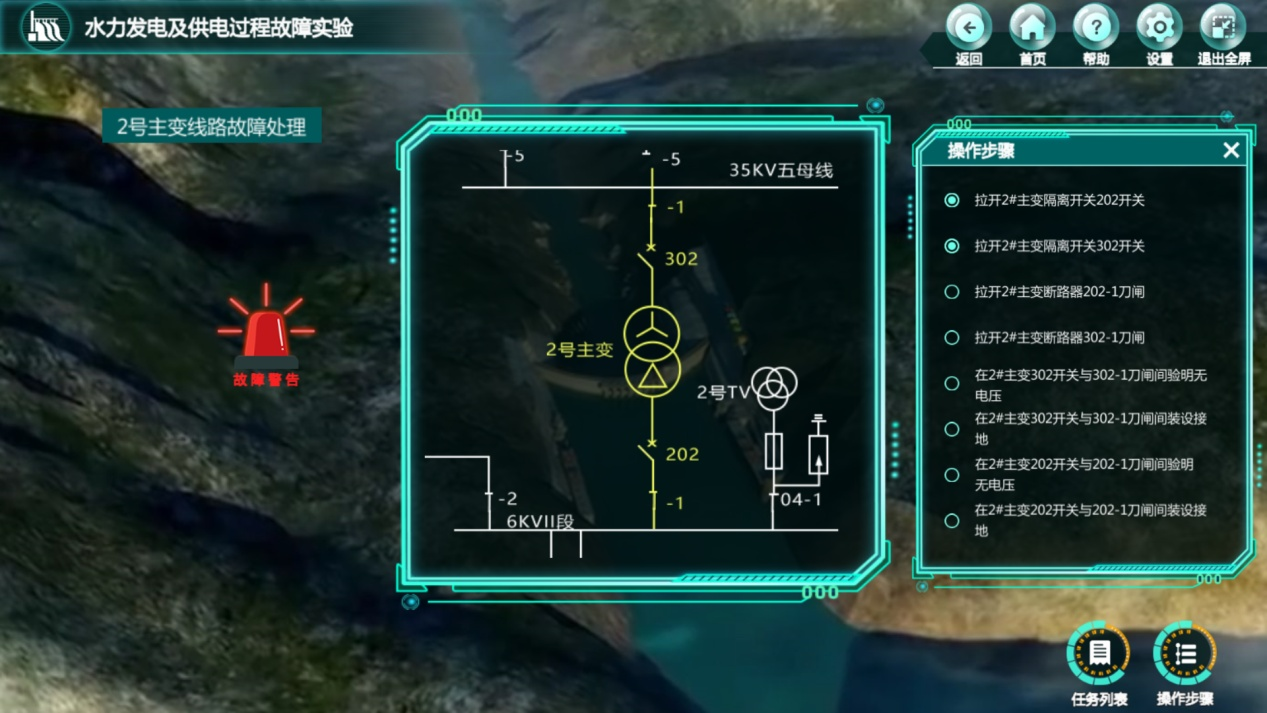 水力发电及供电过程故障实验
返回
首页
帮助
设置
退出全屏
2号主变线路故障处理
故障警告
-5
-5
35KV五母线
-1
302
2号主变
2号TV
202
-2
-1
04-1
6KVII段
操作步骤
拉开2#主变隔离开关202开关
拉开2#主变隔离开关302开关
拉开2#主变断路器202-1刀闸
拉开2#主变断路器302-1刀闸
在2#主变302开关与302-1刀闸间验明无
电压
在2#主变302开关与302-1刀闸间装设接
地
在2#主变202开关与202-1刀闸间验明
无电压
在2#主变202开关与202-1刀闸间装设接
地
任务列表
操作步骤